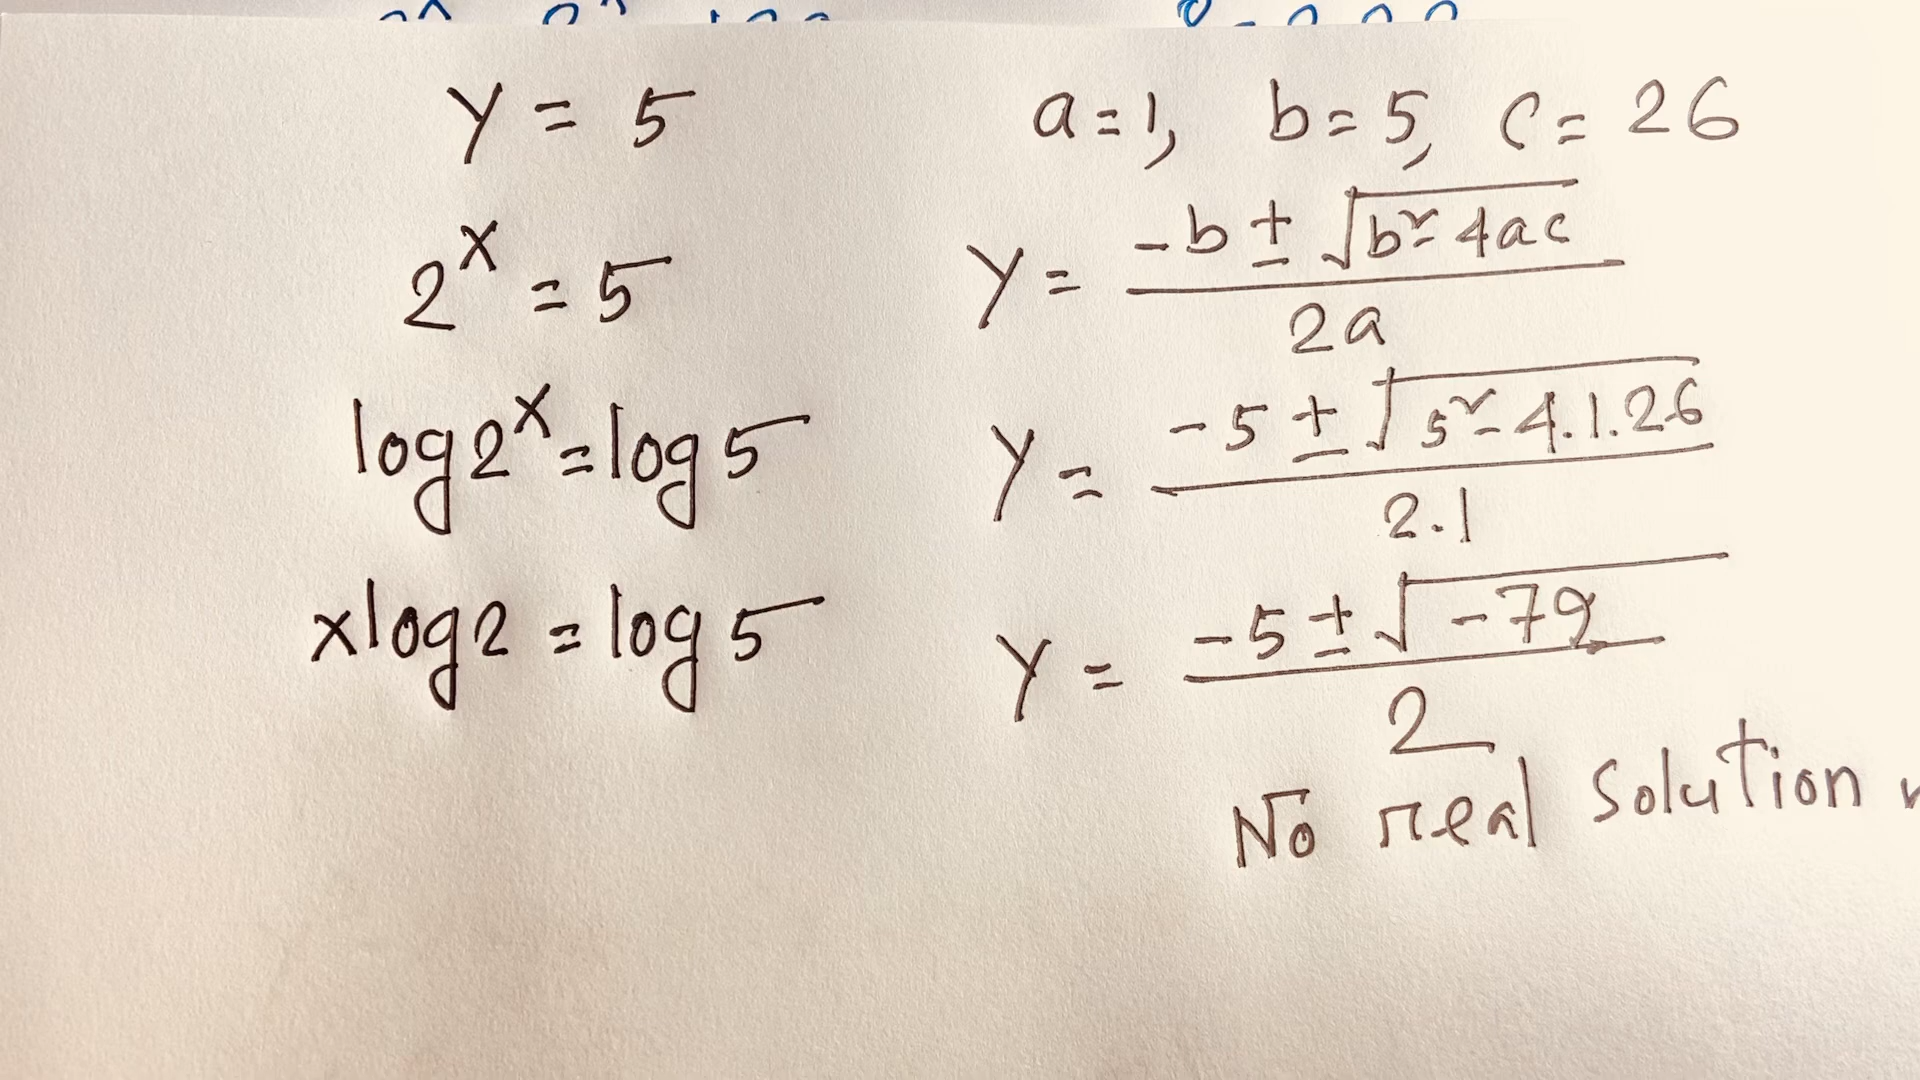 y = 5
2^x = 5
log 2^x = log 5
x log 2 = log 5
a = 1, b = 5, c = 26
y = (-b ± √(b² - 4ac)) / 2a
y = (-5 ± √(5² - 4.1.26)) / 2.1
y = (-5 ± √(-79)) / 2
No real solution